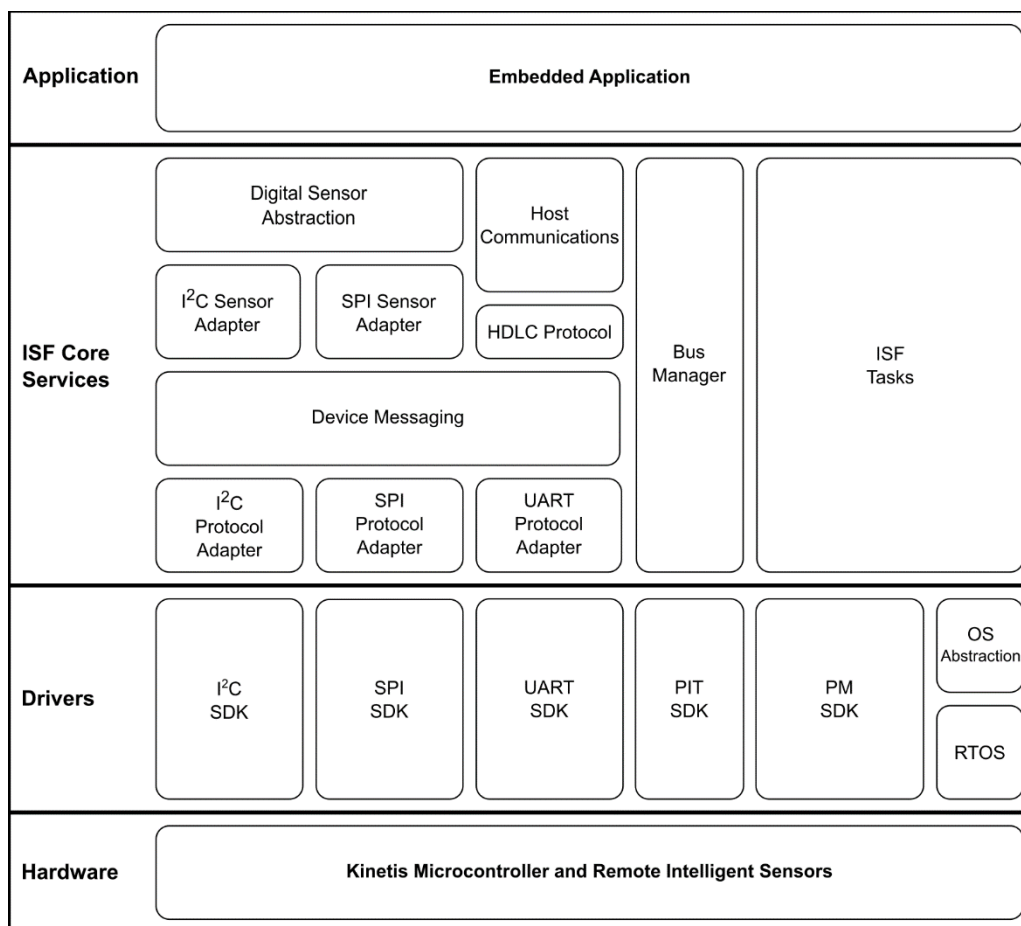 Application
Embedded Application
ISF Core
Services
Digital Sensor
Abstraction
Host
Communications
I²C Sensor
Adapter
SPI Sensor
Adapter
HDLC Protocol
Bus
Manager
ISF
Tasks
Device Messaging
I²C
Protocol
Adapter
SPI
Protocol
Adapter
UART
Protocol
Adapter
Drivers
I²C
SDK
SPI
SDK
UART
SDK
PIT
SDK
PM
SDK
OS
Abstraction
RTOS
Hardware
Kinetis Microcontroller and Remote Intelligent Sensors